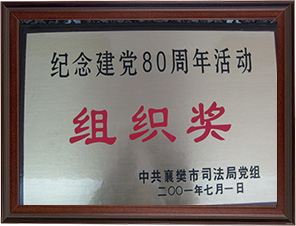 纪念建党80周年活动
组织奖
中共襄樊市司法局党组
二〇〇一年七月一日